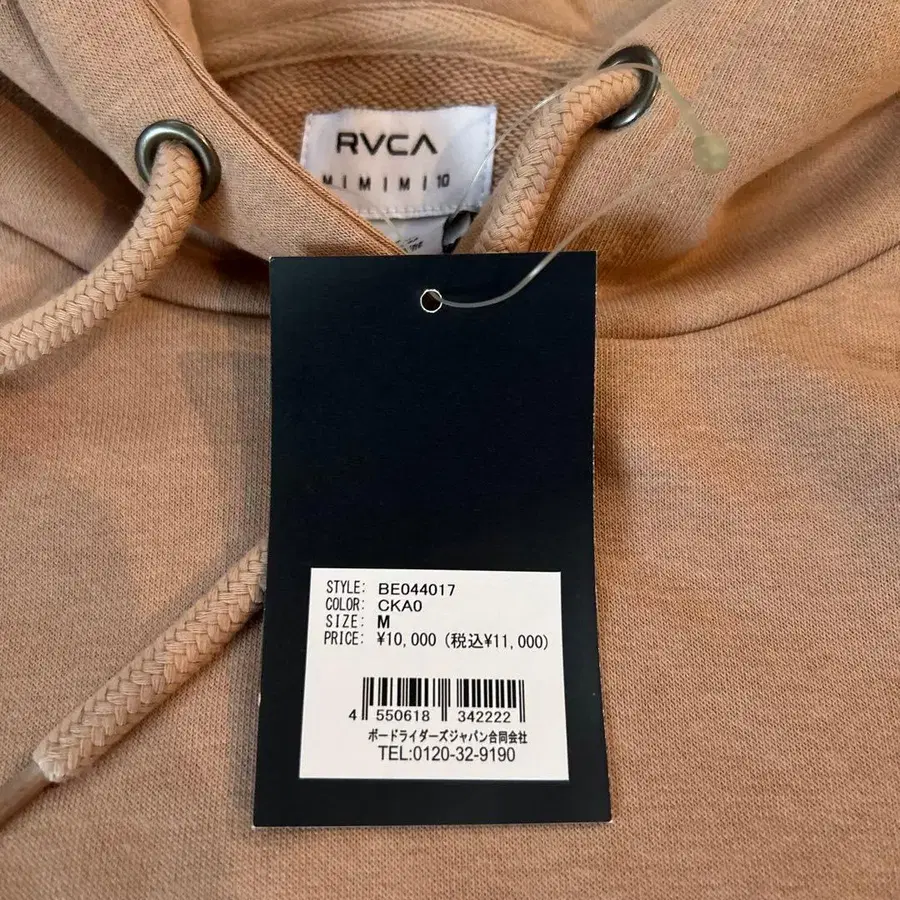 RVCA
M | M | M | 10
STYLE: BE044017
COLOR: CKA0
SIZE: M
PRICE: ¥10,000 (税込¥11,000)
4 550618 342222
ボードライダーズジャパン合同会社
TEL:0120-32-9190